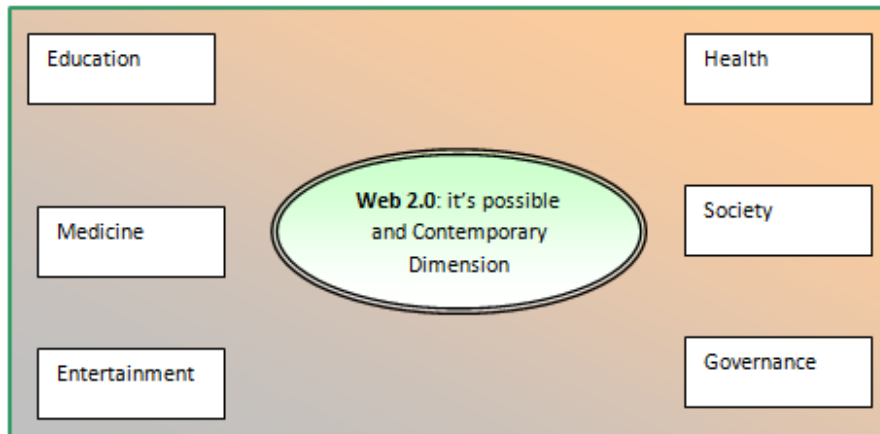 Education
Health
Web 2.0: it's possible
and Contemporary
Dimension
Medicine
Society
Entertainment
Governance